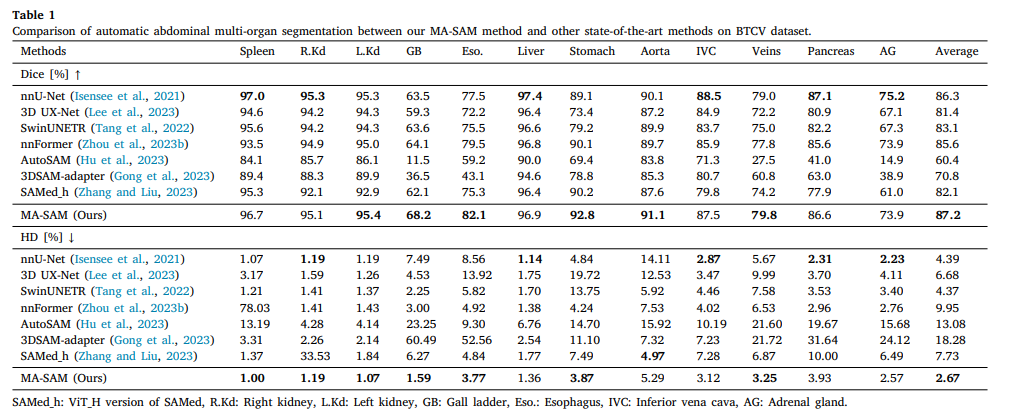 Table 1
Comparison of automatic abdominal multi-organ segmentation between our MA-SAM method and other state-of-the-art methods on BTCV dataset.
Methods Spleen R.Kd L.Kd GB Eso. Liver Stomach Aorta IVC Veins Pancreas AG Average
Dice [%] ↑
nnU-Net (Isensee et al., 2021) 97.0 95.3 95.3 63.5 77.5 97.4 89.1 90.1 88.5 79.0 87.1 75.2 86.3
3D UX-Net (Lee et al., 2023) 94.6 94.2 94.3 59.3 72.2 96.4 73.4 87.2 84.9 72.2 80.9 67.1 81.4
SwinUNETR (Tang et al., 2022) 95.6 94.2 94.3 63.6 75.5 96.6 79.2 89.9 83.7 75.0 82.2 67.3 83.1
nnFormer (Zhou et al., 2023b) 93.5 94.9 95.0 64.1 79.5 96.8 90.1 89.7 85.9 77.8 85.6 73.9 85.6
AutoSAM (Hu et al., 2023) 84.1 85.7 86.1 11.5 59.2 90.0 69.4 83.8 71.3 27.5 41.0 14.9 60.4
3DSAM-adapter (Gong et al., 2023) 89.4 88.3 89.9 36.5 43.1 94.6 78.8 85.3 80.7 60.8 63.0 38.9 70.8
SAMed_h (Zhang and Liu, 2023) 95.3 92.1 92.9 62.1 75.3 96.4 90.2 87.6 79.8 74.2 77.9 61.0 82.1
MA-SAM (Ours) 96.7 95.1 95.4 68.2 82.1 96.9 92.8 91.1 87.5 79.8 86.6 73.9 87.2
HD [%] ↓
nnU-Net (Isensee et al., 2021) 1.07 1.19 1.19 7.49 8.56 1.14 4.84 14.11 2.87 5.67 2.31 2.23 4.39
3D UX-Net (Lee et al., 2023) 3.17 1.59 1.26 4.53 13.92 1.75 19.72 12.53 3.47 9.99 3.70 4.11 6.68
SwinUNETR (Tang et al., 2022) 1.21 1.41 1.37 2.25 5.82 1.70 13.75 5.92 4.46 7.58 3.53 3.40 4.37
nnFormer (Zhou et al., 2023b) 78.03 1.41 1.43 3.00 4.92 1.38 4.24 7.53 4.02 6.53 2.96 2.76 9.95
AutoSAM (Hu et al., 2023) 13.19 4.28 4.14 23.25 9.30 6.76 14.70 15.92 10.19 21.60 19.67 15.68 13.08
3DSAM-adapter (Gong et al., 2023) 3.31 2.26 2.14 60.49 52.56 2.54 11.10 7.32 7.23 21.72 31.64 24.12 18.28
SAMed_h (Zhang and Liu, 2023) 1.37 33.53 1.84 6.27 4.84 1.77 7.49 4.97 7.28 6.87 10.00 6.49 7.73
MA-SAM (Ours) 1.00 1.19 1.07 1.59 3.77 1.36 3.87 5.29 3.12 3.25 3.93 2.57 2.67
SAMed_h: ViT_H version of SAMed, R.Kd: Right kidney, L.Kd: Left kidney, GB: Gall ladder, Eso.: Esophagus, IVC: Inferior vena cava, AG: Adrenal gland.